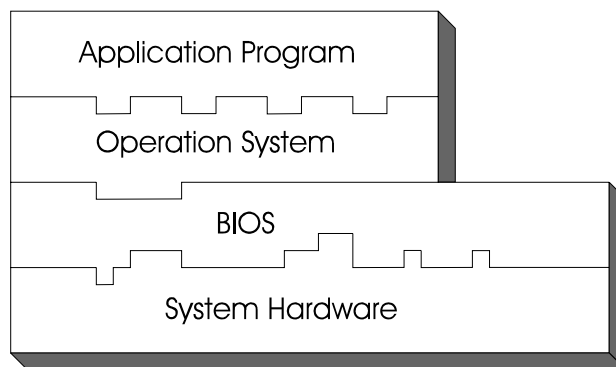 Application Program
Operation System
BIOS
System Hardware